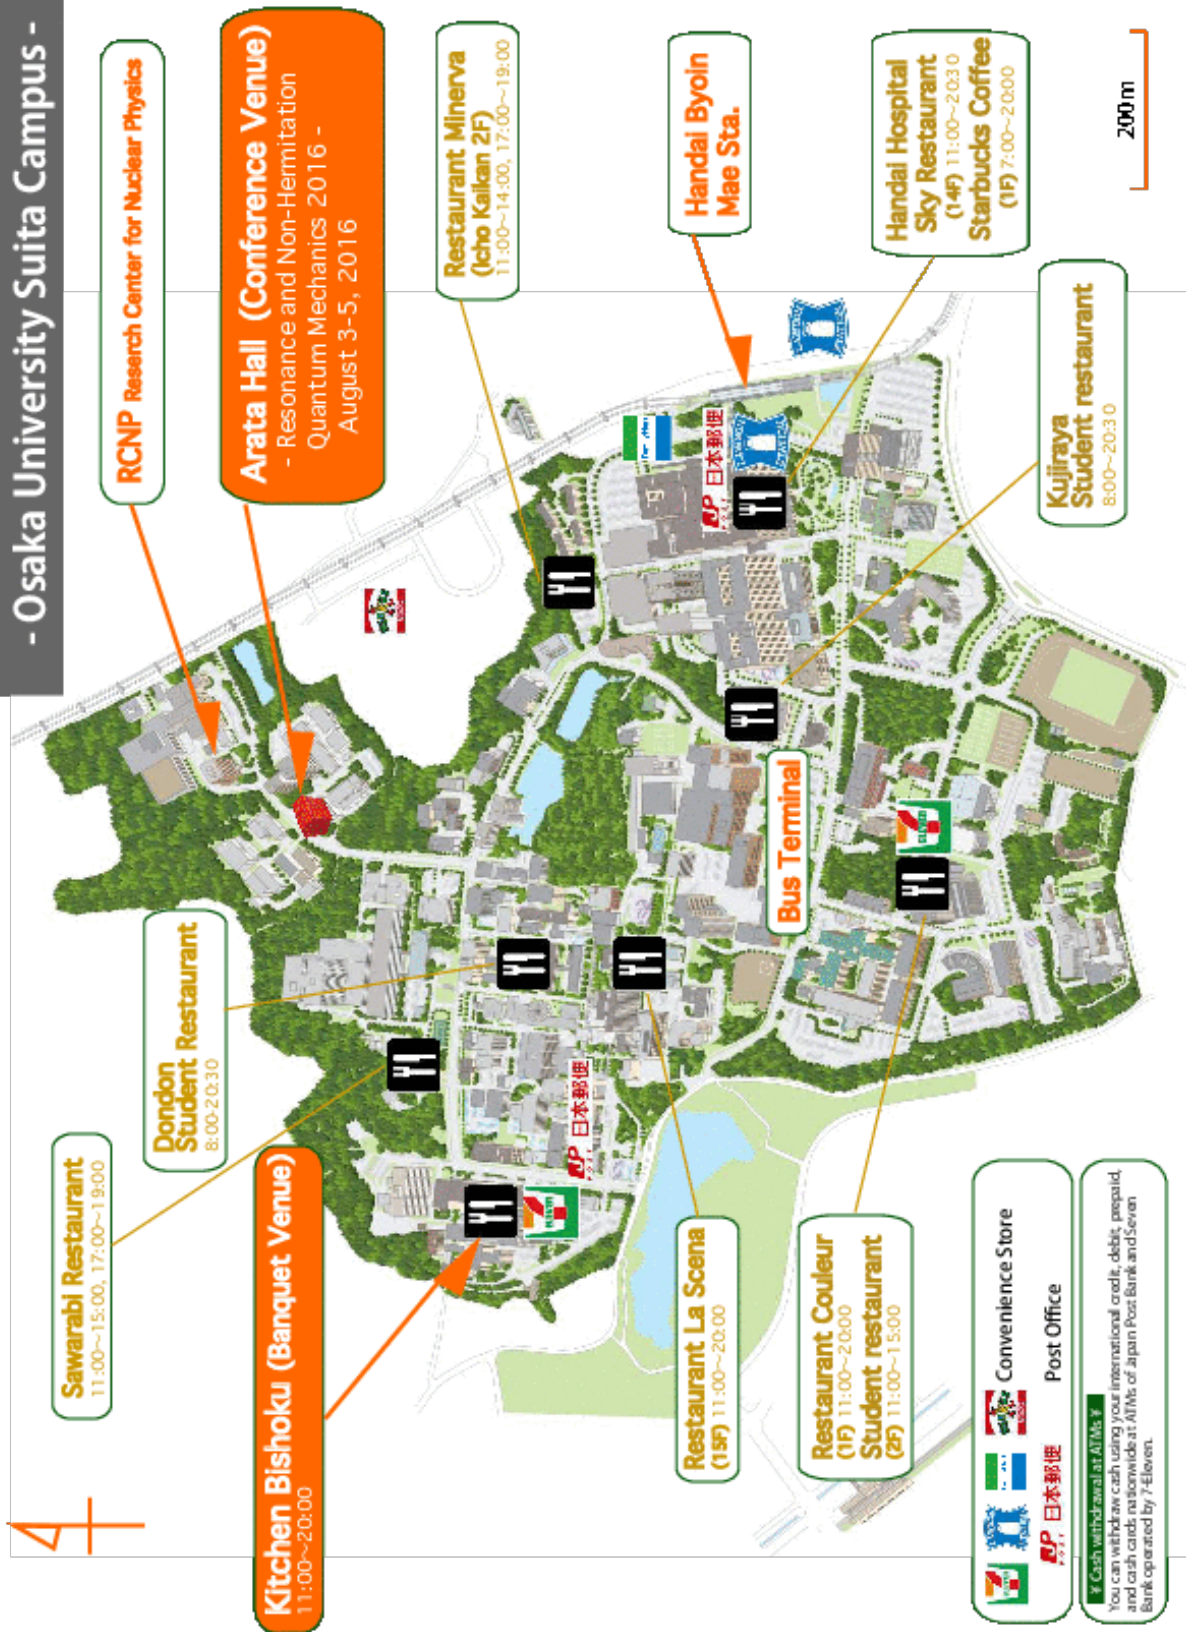 - Osaka University Suita Campus -
RCNP Reserch Center for Nuclear Physics
Arata Hall (Conference Venue)
- Resonance and Non-Hermitation
Quantum Mechanics 2016 -
August 3-5, 2016
Restaurant Minerva
(Icho Kaikan 2F)
11:00~14:00, 17:00~19:00
Handai Byoin
Mae Sta.
Handai Hospital
Sky Restaurant
(14F) 11:00~20:30
Starbucks Coffee
(1F) 7:00~20:00
200m
Kujiraya
Student restaurant
8:00~20:30
JP 日本郵便
POST
Bus Terminal
Dondon
Student Restaurant
8:00-20:30
Sawarabi Restaurant
11:00~15:00, 17:00~19:00
Kitchen Bishoku (Banquet Venue)
11:00~20:00
JP 日本郵便
POST
Restaurant La Scena
(15F) 11:00~20:00
Restaurant Couleur
(1F) 11:00~20:00
Student restaurant
(2F) 11:00~15:00
Convenience Store
JP 日本郵便
POST
Post Office
¥ Cash withdrawal at ATMs ¥
You can withdraw cash using your international credit, debit, prepaid,
and cash cards nationwide at ATMs of Japan Post Bank and Seven
Bank operated by 7-Eleven.